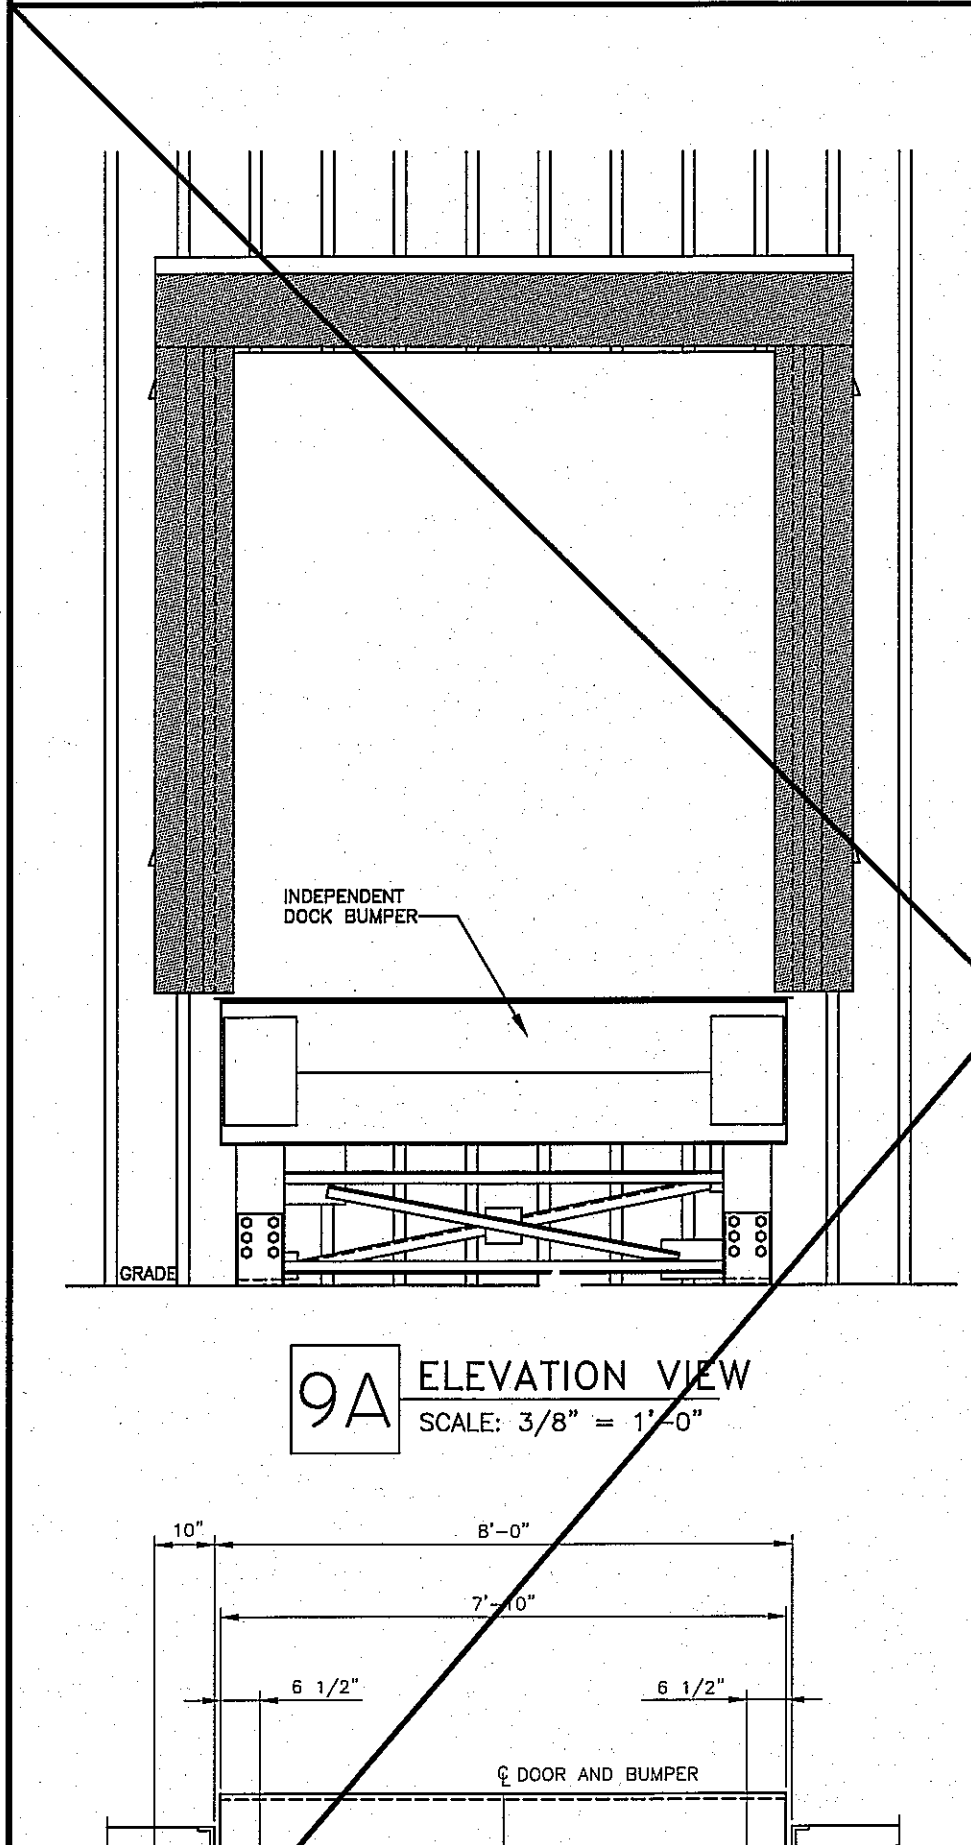 INDEPENDENT
DOCK BUMPER
GRADE
9A
ELEVATION VIEW
SCALE: 3/8" = 1'-0"
10"
8'-0"
7'-10"
6 1/2"
6 1/2"
℄ DOOR AND BUMPER